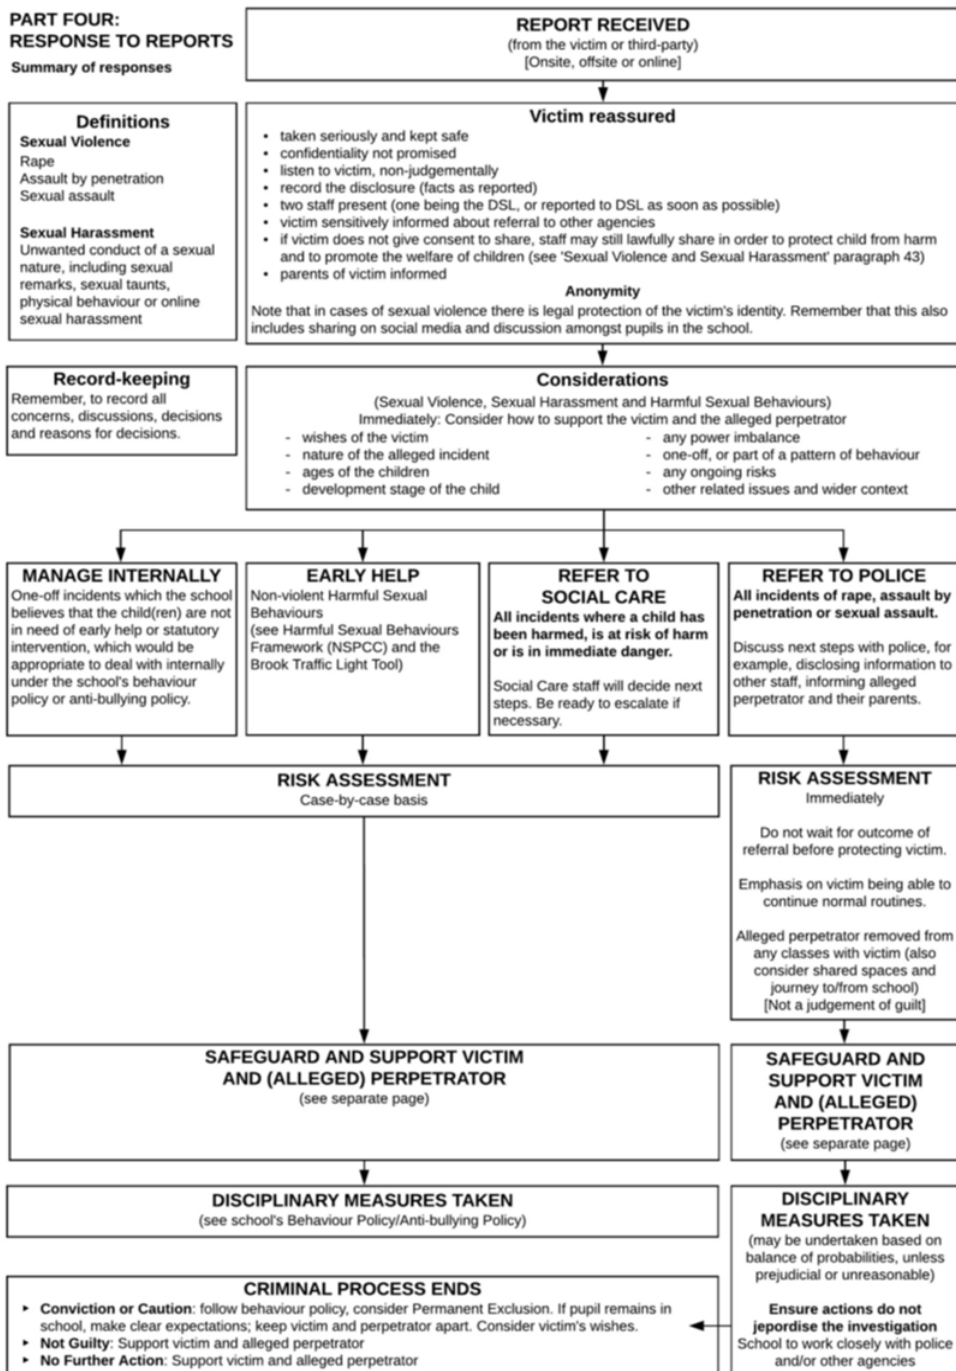 PART FOUR:
RESPONSE TO REPORTS
Summary of responses
REPORT RECEIVED
(from the victim or third-party)
[Onsite, offsite or online]
Definitions
Sexual Violence
Rape
Assault by penetration
Sexual assault
Sexual Harassment
Unwanted conduct of a sexual
nature, including sexual
remarks, sexual taunts,
physical behaviour or online
sexual harassment
Victim reassured
• taken seriously and kept safe
• confidentiality not promised
• listen to victim, non-judgementally
• record the disclosure (facts as reported)
• two staff present (one being the DSL, or reported to DSL as soon as possible)
• victim sensitively informed about referral to other agencies
• if victim does not give consent to share, staff may still lawfully share in order to protect child from harm
and to promote the welfare of children (see 'Sexual Violence and Sexual Harassment' paragraph 43)
• parents of victim informed
Anonymity
Note that in cases of sexual violence there is legal protection of the victim's identity. Remember that this also
includes sharing on social media and discussion amongst pupils in the school.
Record-keeping
Remember, to record all
concerns, discussions, decisions
and reasons for decisions.
Considerations
(Sexual Violence, Sexual Harassment and Harmful Sexual Behaviours)
Immediately: Consider how to support the victim and the alleged perpetrator
- wishes of the victim
- nature of the alleged incident
- ages of the children
- development stage of the child
- any power imbalance
- one-off, or part of a pattern of behaviour
- any ongoing risks
- other related issues and wider context
MANAGE INTERNALLY
One-off incidents which the school
believes that the child(ren) are not
in need of early help or statutory
intervention, which would be
appropriate to deal with internally
under the school's behaviour
policy or anti-bullying policy.
EARLY HELP
Non-violent Harmful Sexual
Behaviours
(see Harmful Sexual Behaviours
Framework (NSPCC) and the
Brook Traffic Light Tool)
REFER TO
SOCIAL CARE
All incidents where a child has
been harmed, is at risk of harm
or is in immediate danger.
Social Care staff will decide next
steps. Be ready to escalate if
necessary.
REFER TO POLICE
All incidents of rape, assault by
penetration or sexual assault.
Discuss next steps with police, for
example, disclosing information to
other staff, informing alleged
perpetrator and their parents.
RISK ASSESSMENT
Case-by-case basis
RISK ASSESSMENT
Immediately
Do not wait for outcome of
referral before protecting victim.
Emphasis on victim being able to
continue normal routines.
Alleged perpetrator removed from
any classes with victim (also
consider shared spaces and
journey to/from school)
[Not a judgement of guilt]
SAFEGUARD AND SUPPORT VICTIM
AND (ALLEGED) PERPETRATOR
(see separate page)
SAFEGUARD AND
SUPPORT VICTIM
AND (ALLEGED)
PERPETRATOR
(see separate page)
DISCIPLINARY MEASURES TAKEN
(see school's Behaviour Policy/Anti-bullying Policy)
DISCIPLINARY
MEASURES TAKEN
(may be undertaken based on
balance of probabilities, unless
prejudicial or unreasonable)
Ensure actions do not
jepordise the investigation
School to work closely with police
and/or other agencies
CRIMINAL PROCESS ENDS
‣ Conviction or Caution: follow behaviour policy, consider Permanent Exclusion. If pupil remains in
school, make clear expectations; keep victim and perpetrator apart. Consider victim's wishes.
‣ Not Guilty: Support victim and alleged perpetrator
‣ No Further Action: Support victim and alleged perpetrator